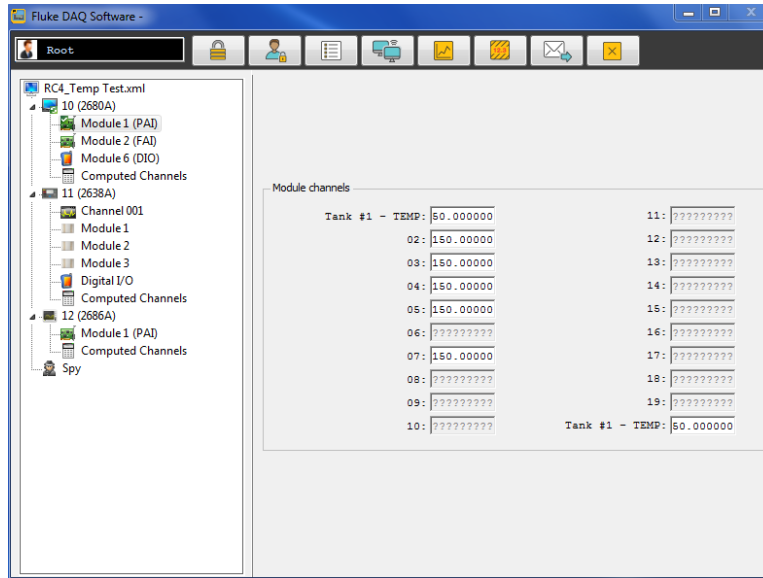 Fluke DAQ Software -
Root
RC4_Temp Test.xml
10 (2680A)
Module 1 (PAI)
Module 2 (FAI)
Module 6 (DIO)
Computed Channels
11 (2638A)
Channel 001
Module 1
Module 2
Module 3
Digital I/O
Computed Channels
12 (2686A)
Module 1 (PAI)
Computed Channels
Spy
Module channels
Tank #1 - TEMP: 50.000000
02: 150.00000
03: 150.00000
04: 150.00000
05: 150.00000
06: ?????????
07: 150.00000
08: ?????????
09: ?????????
10: ?????????
11: ?????????
12: ?????????
13: ?????????
14: ?????????
15: ?????????
16: ?????????
17: ?????????
18: ?????????
19: ?????????
Tank #1 - TEMP: 50.000000